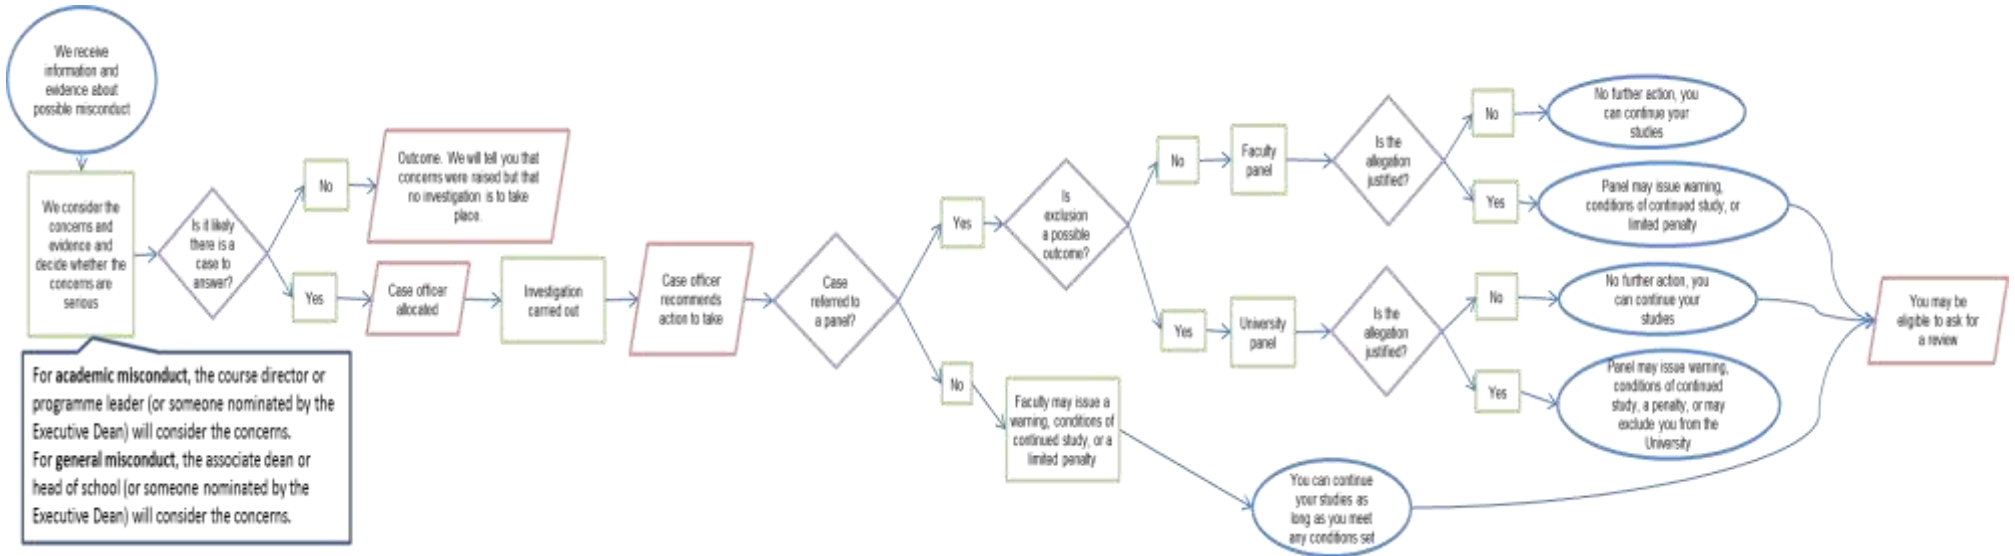 We receive
information and
evidence about
possible misconduct
We consider the
concerns and
evidence and
decide whether the
concerns are
serious
For academic misconduct, the course director or
programme leader (or someone nominated by the
Executive Dean) will consider the concerns.
For general misconduct, the associate dean or
head of school (or someone nominated by the
Executive Dean) will consider the concerns.
Is it likely
there is a
case to
answer?
No
Outcome. We will tell you that
concerns were raised but that
no investigation is to take
place.
Yes
Case officer
allocated
Investigation
carried out
Case officer
recommends
action to take
Case
referred to
a panel?
Yes
Is
exclusion
a possible
outcome?
No
Faculty
panel
Is the
allegation
justified?
No
No further action, you
can continue your
studies
Yes
Panel may issue warning,
conditions of continued study, or
limited penalty
Yes
University
panel
Is the
allegation
justified?
No
No further action, you
can continue your
studies
Yes
Panel may issue warning,
conditions of continued
study, a penalty, or may
exclude you from the
University
No
Faculty may issue a
warning, conditions of
continued study, or a
limited penalty
You can continue
your studies as
long as you meet
any conditions set
You may be
eligible to ask for
a review